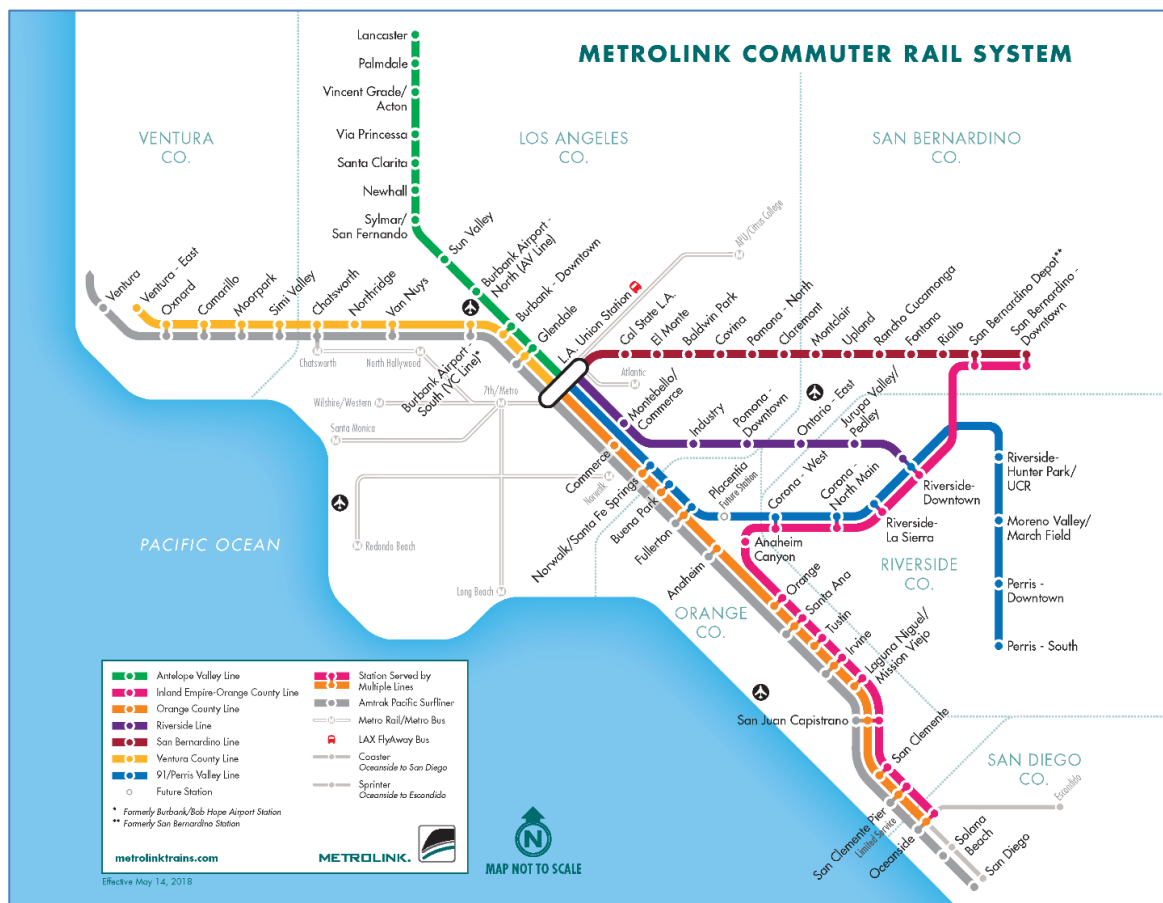 METROLINK COMMUTER RAIL SYSTEM
Lancaster
Palmdale
Vincent Grade/
Acton
Via Princessa
Santa Clarita
Newhall
Sylmar/
San Fernando
VENTURA
CO.
LOS ANGELES
CO.
SAN BERNARDINO
CO.
Sun Valley
Burbank Airport -
North (AV Line)
Burbank - Downtown
Glendale
L.A. Union Station
APU/Citrus College
M
Ventura
Ventura - East
Oxnard
Camarillo
Moorpark
Simi Valley
Chatsworth
Northridge
Van Nuys
Burbank Airport -
South (VC Line)*
Cal State L.A.
El Monte
Baldwin Park
Covina
Pomona - North
Claremont
Montclair
Upland
Rancho Cucamonga
Fontana
Rialto
San Bernardino Depot**
San Bernardino -
Downtown
M
Chatsworth
M
North Hollywood
7th/Metro
M
Atlantic
M
Wilshire/Western M
Santa Monica
M
Norwalk
M
M Redondo Beach
Long Beach M
Montebello/
Commerce
Industry
Pomona -
Downtown
Ontario - East
Jurupa Valley/
Pedley
Riverside-
Downtown
Riverside-
Hunter Park/
UCR
Moreno Valley/
March Field
Perris -
Downtown
Perris - South
Commerce
Norwalk/Santa Fe Springs
Buena Park
Fullerton
Anaheim
Placentia
Future Station
Corona - West
Corona -
North Main
Riverside-
La Sierra
Anaheim
Canyon
RIVERSIDE
CO.
PACIFIC OCEAN
ORANGE
CO.
Orange
Santa Ana
Tustin
Irvine
Laguna Niguel/
Mission Viejo
San Juan Capistrano
San Clemente
SAN DIEGO
CO.
Escondido
San Clemente Pier
Limited Service
Oceanside
Solana
Beach
San Diego
Antelope Valley Line
Inland Empire-Orange County Line
Orange County Line
Riverside Line
San Bernardino Line
Ventura County Line
91/Perris Valley Line
Future Station
* Formerly Burbank/Bob Hope Airport Station
** Formerly San Bernardino Station
Station Served by
Multiple Lines
Amtrak Pacific Surfliner
M Metro Rail/Metro Bus
LAX FlyAway Bus
Coaster
Oceanside to San Diego
Sprinter
Oceanside to Escondido
metrolinktrains.com
METROLINK.
Effective May 14, 2018
N
MAP NOT TO SCALE